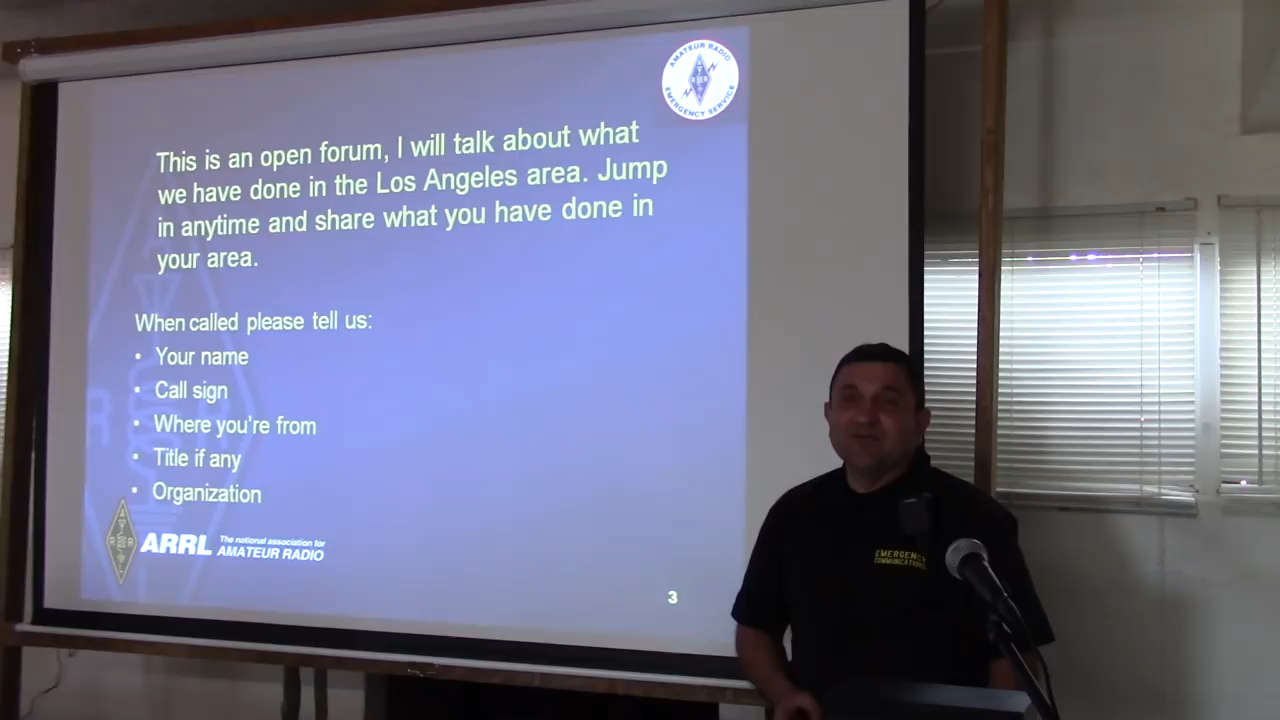 AMATEUR RADIO
EMERGENCY SERVICE
This is an open forum, I will talk about what
we have done in the Los Angeles area. Jump
in anytime and share what you have done in
your area.
When called please tell us:
• Your name
• Call sign
• Where you're from
• Title if any
• Organization
ARRL The national association for
AMATEUR RADIO
3
EMERGENCY
COMMUNICATIONS